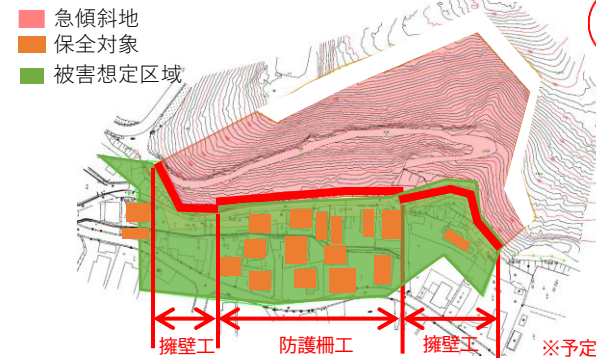 急傾斜地
保全対象
被害想定区域
擁壁工
防護柵工
擁壁工
※予定